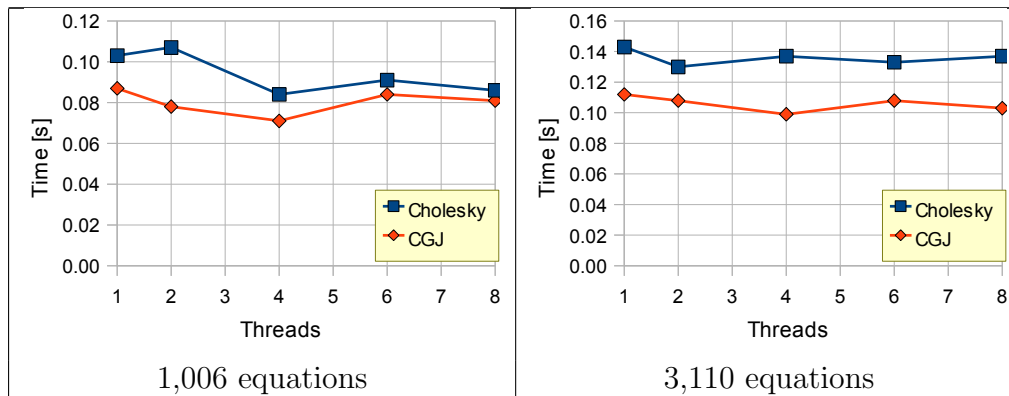 0.12
0.10
0.08
0.06
0.04
0.02
0.00
Time [s]
Cholesky
CGJ
1 2 3 4 5 6 7 8
Threads
1,006 equations
0.16
0.14
0.12
0.10
0.08
0.06
0.04
0.02
0.00
Time [s]
Cholesky
CGJ
1 2 3 4 5 6 7 8
Threads
3,110 equations